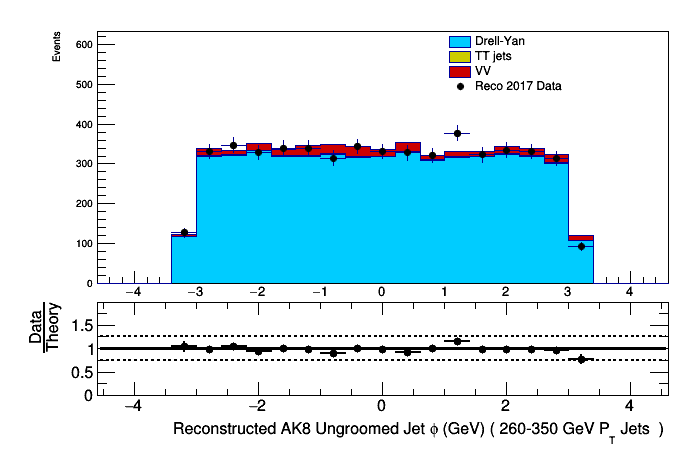 Events
600
500
400
300
200
100
0
Drell-Yan
TT jets
VV
Reco 2017 Data
−4 −3 −2 −1 0 1 2 3 4
Data
Theory
1.5
1
0.5
0
−4 −2 0 2 4
Reconstructed AK8 Ungroomed Jet ϕ (GeV) ( 260-350 GeV P_T Jets )